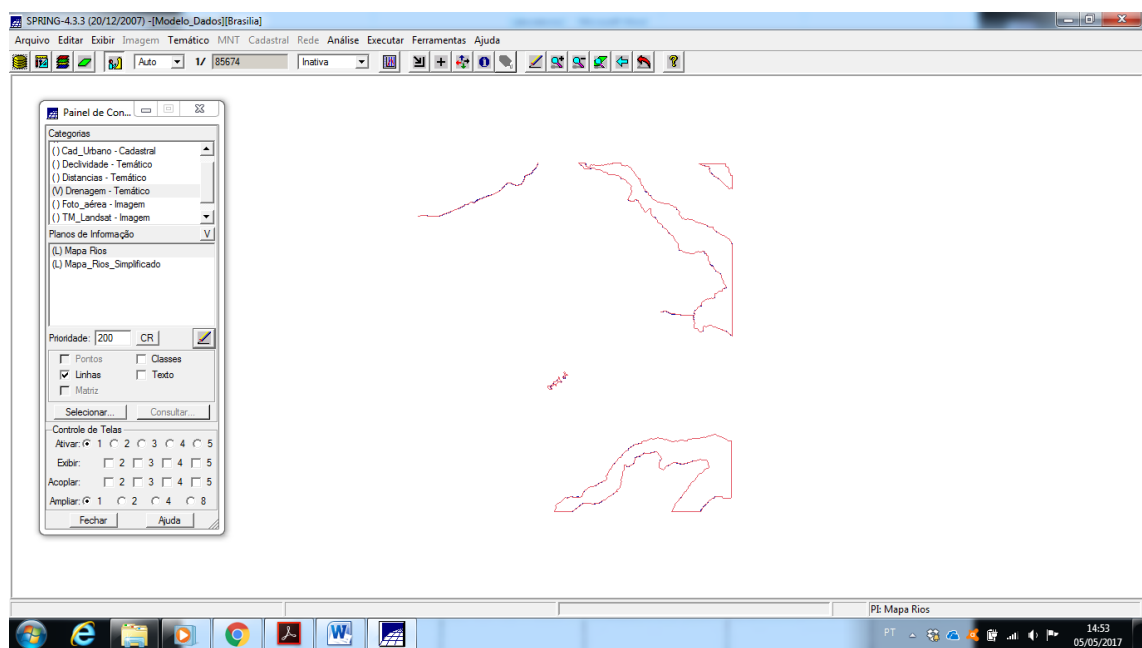 SPRING-4.3.3 (20/12/2007) -[Modelo_Dados][Brasilia]
Arquivo Editar Exibir Imagem Temático MNT Cadastral Rede Análise Executar Ferramentas Ajuda
Auto 1/ 85674 Inativa
Painel de Con...
Categorias
( ) Cad_Urbano - Cadastral
( ) Declividade - Temático
( ) Distancias - Temático
(V) Drenagem - Temático
( ) Foto_aérea - Imagem
( ) TM_Landsat - Imagem
Planos de Informação V
(L) Mapa Rios
(L) Mapa_Rios_Simplificado
Prioridade: 200 CR
Pontos Classes
Linhas Texto
Matriz
Selecionar... Consultar...
Controle de Telas
Ativar: 1 2 3 4 5
Exibir: 2 3 4 5
Acoplar: 2 3 4 5
Ampliar: 1 2 4 8
Fechar Ajuda
PI: Mapa Rios
PT 14:53
05/05/2017